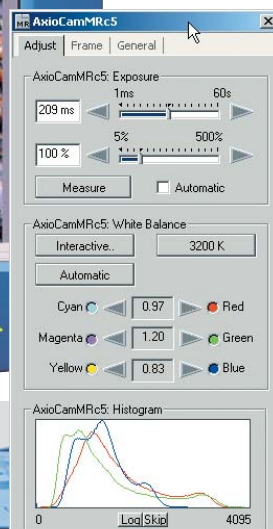 MR AxioCamMRc5 X
Adjust Frame General
AxioCamMRc5: Exposure
1ms 60s
209 ms
5% 500%
100 %
Measure Automatic
AxioCamMRc5: White Balance
Interactive.. 3200 K
Automatic
Cyan 0.97 Red
Magenta 1.20 Green
Yellow 0.83 Blue
AxioCamMRc5: Histogram
0 Log Skip 4095